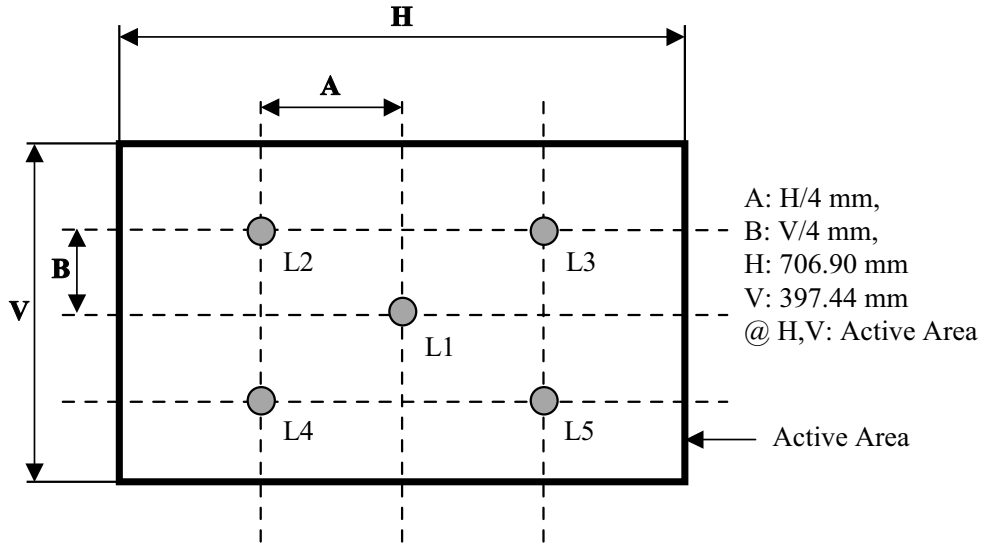 H
A
A: H/4 mm,
B: V/4 mm,
L2
L3
B
H: 706.90 mm
V
V: 397.44 mm
@ H,V: Active Area
L1
L4
L5
Active Area